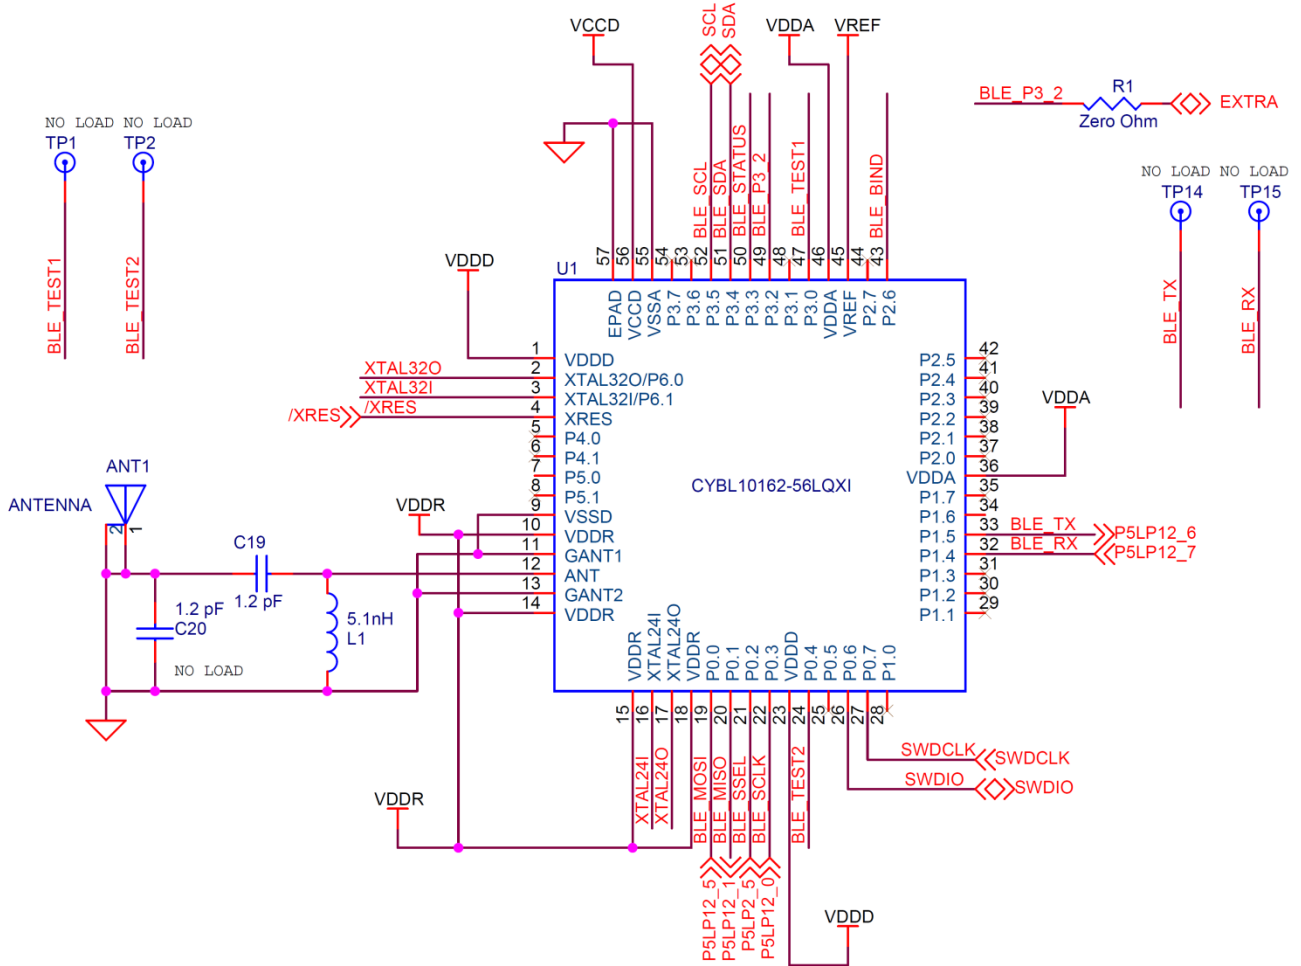 VCCD
SCL
SDA
VDDA
VREF
BLE_P3_2
R1
Zero Ohm
EXTRA
NO LOAD
TP1
BLE_TEST1
NO LOAD
TP2
BLE_TEST2
NO LOAD
TP14
BLE_TX
NO LOAD
TP15
BLE_RX
BLE_SCL
BLE_SDA
BLE_STATUS
BLE_P3_2
BLE_TEST1
BLE_BIND
57
56
55
54
53
52
51
50
49
48
47
46
45
44
43
U1
EPAD
VCCD
VSSA
P3.7
P3.6
P3.5
P3.4
P3.3
P3.2
P3.1
P3.0
VDDA
VREF
P2.7
P2.6
VDDD
XTAL32O
XTAL32I
/XRES
/XRES
1 VDDD
2 XTAL32O/P6.0
3 XTAL32I/P6.1
4 XRES
5 P4.0
6 P4.1
7 P5.0
8 P5.1
9 VSSD
10 VDDR
11 GANT1
12 ANT
13 GANT2
14 VDDR
CYBL10162-56LQXI
P2.5 42
P2.4 41
P2.3 40
P2.2 39
P2.1 38
P2.0 37
VDDA 36
P1.7 35
P1.6 34
P1.5 33
P1.4 32
P1.3 31
P1.2 30
P1.1 29
VDDA
BLE_TX
P5LP12_6
BLE_RX
P5LP12_7
ANT1
ANTENNA
2
1
VDDR
C19
1.2 pF
1.2 pF
C20
NO LOAD
5.1nH
L1
VDDR
XTAL24I
XTAL24O
VDDR
P0.0
P0.1
P0.2
P0.3
VDDD
P0.4
P0.5
P0.6
P0.7
P1.0
15
16
17
18
19
20
21
22
23
24
25
26
27
28
XTAL24I
XTAL24O
BLE_MOSI
BLE_MISO
BLE_SSEL
BLE_SCLK
BLE_TEST2
SWDCLK
SWDCLK
SWDIO
SWDIO
VDDR
P5LP12_5
P5LP12_1
P5LP2_5
P5LP12_0
VDDD